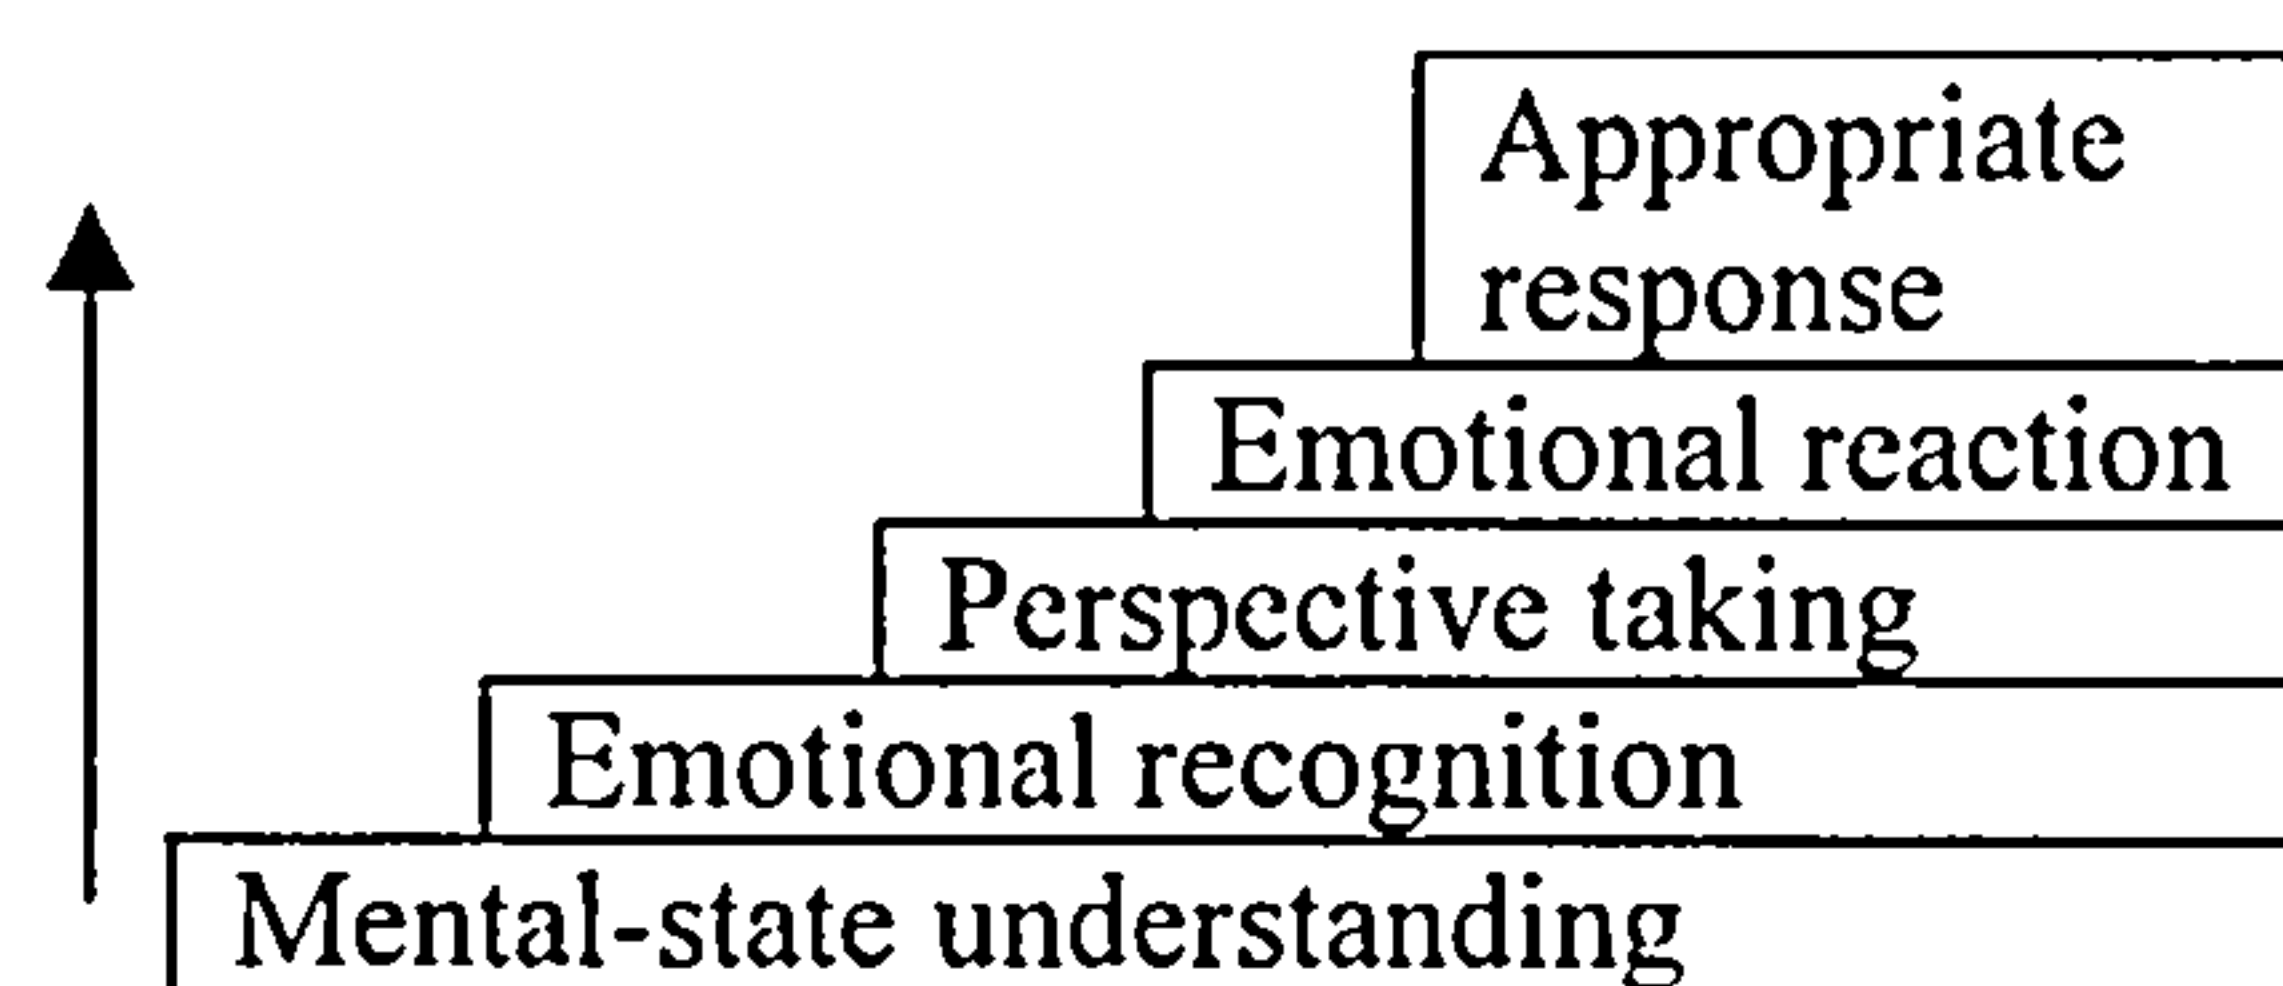 Appropriate
response
Emotional reaction
Perspective taking
Emotional recognition
Mental-state understanding